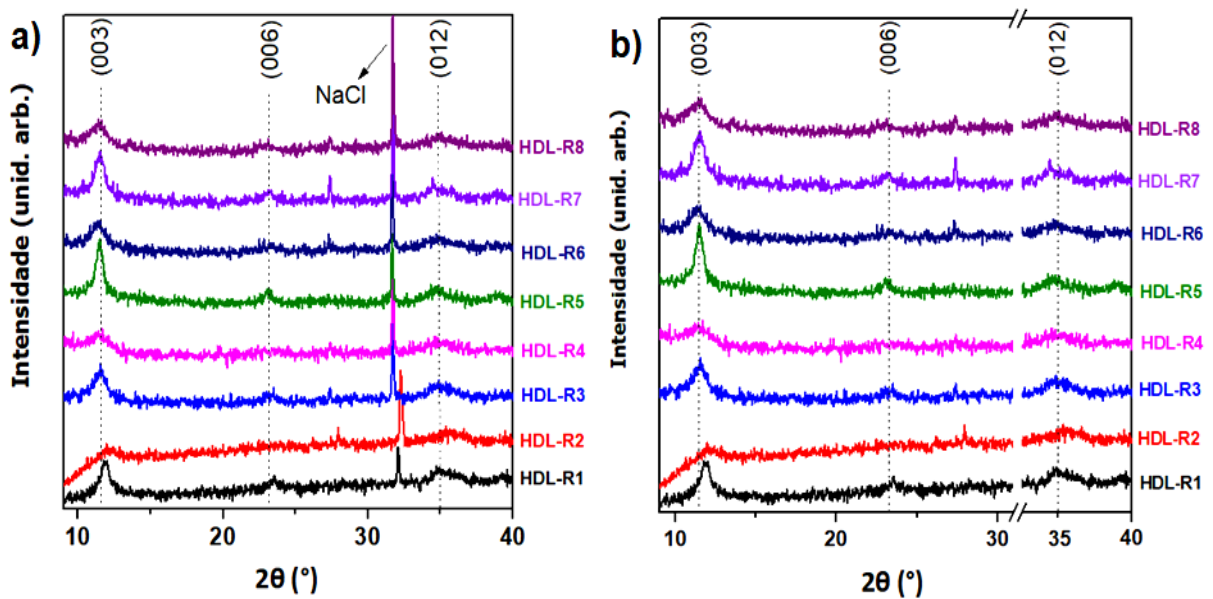 a)
(003)
(006)
(012)
NaCl
HDL-R8
HDL-R7
HDL-R6
HDL-R5
HDL-R4
HDL-R3
HDL-R2
HDL-R1
Intensidade (unid. arb.)
10 20 30 40
2θ (°)
b)
(003)
(006)
(012)
HDL-R8
HDL-R7
HDL-R6
HDL-R5
HDL-R4
HDL-R3
HDL-R2
HDL-R1
Intensidade (unid. arb.)
10 20 30 35 40
2θ (°)